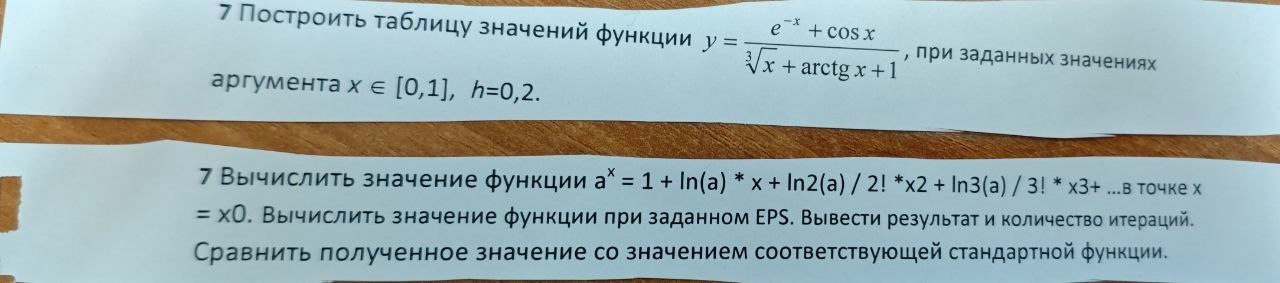 7 Построить таблицу значений функции y = \frac{e^{-x} + \cos x}{\sqrt[3]{x} + \operatorname{arctg} x + 1}, при заданных значениях
аргумента x ∈ [0,1], h=0,2.
7 Вычислить значение функции aˣ = 1 + ln(a) * x + ln2(a) / 2! *x2 + ln3(a) / 3! * x3+ ...в точке x
= x0. Вычислить значение функции при заданном EPS. Вывести результат и количество итераций.
Сравнить полученное значение со значением соответствующей стандартной функции.